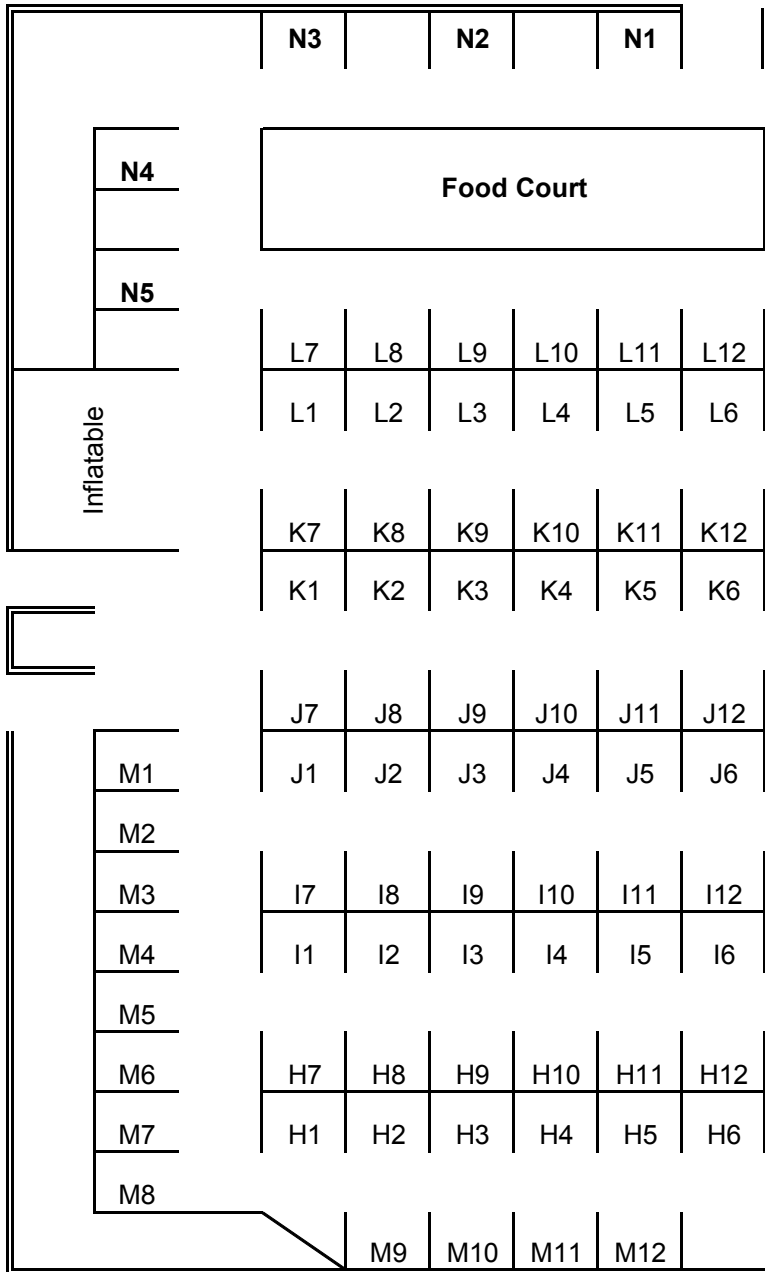 N3 N2 N1
N4
Food Court
N5
L7 L8 L9 L10 L11 L12
L1 L2 L3 L4 L5 L6
Inflatable
K7 K8 K9 K10 K11 K12
K1 K2 K3 K4 K5 K6
J7 J8 J9 J10 J11 J12
M1 J1 J2 J3 J4 J5 J6
M2
M3 I7 I8 I9 I10 I11 I12
M4 I1 I2 I3 I4 I5 I6
M5
M6 H7 H8 H9 H10 H11 H12
M7 H1 H2 H3 H4 H5 H6
M8
M9 M10 M11 M12